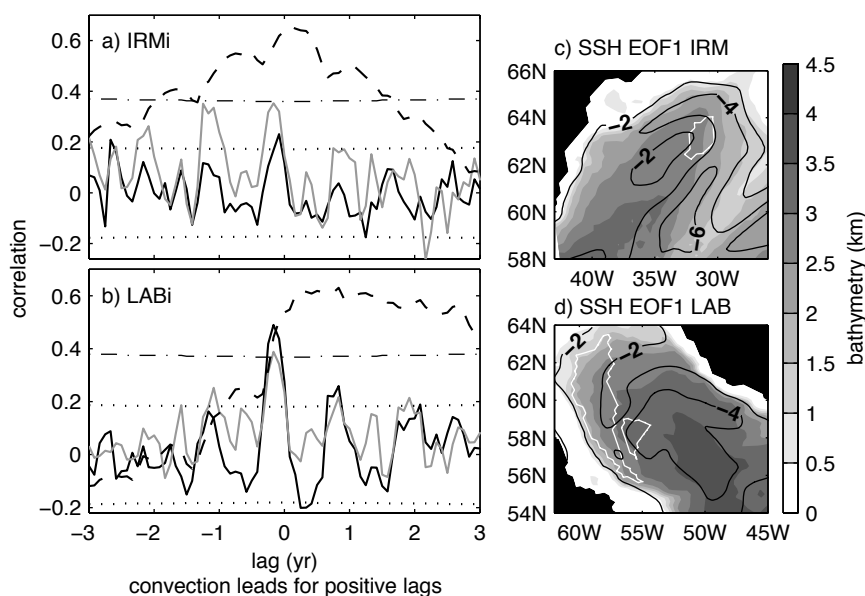 a) IRMi
0.6
0.4
0.2
0
−0.2
correlation
b) LABi
0.6
0.4
0.2
0
−0.2
−3 −2 −1 0 1 2 3
lag (yr)
convection leads for positive lags
c) SSH EOF1 IRM
66N
64N
62N
60N
58N
40W 35W 30W
−2
−4
−2
−6
d) SSH EOF1 LAB
64N
62N
60N
58N
56N
54N
60W 55W 50W 45W
−2
−2
−4
4.5
4
3.5
3
2.5
2
1.5
1
0.5
0
bathymetry (km)